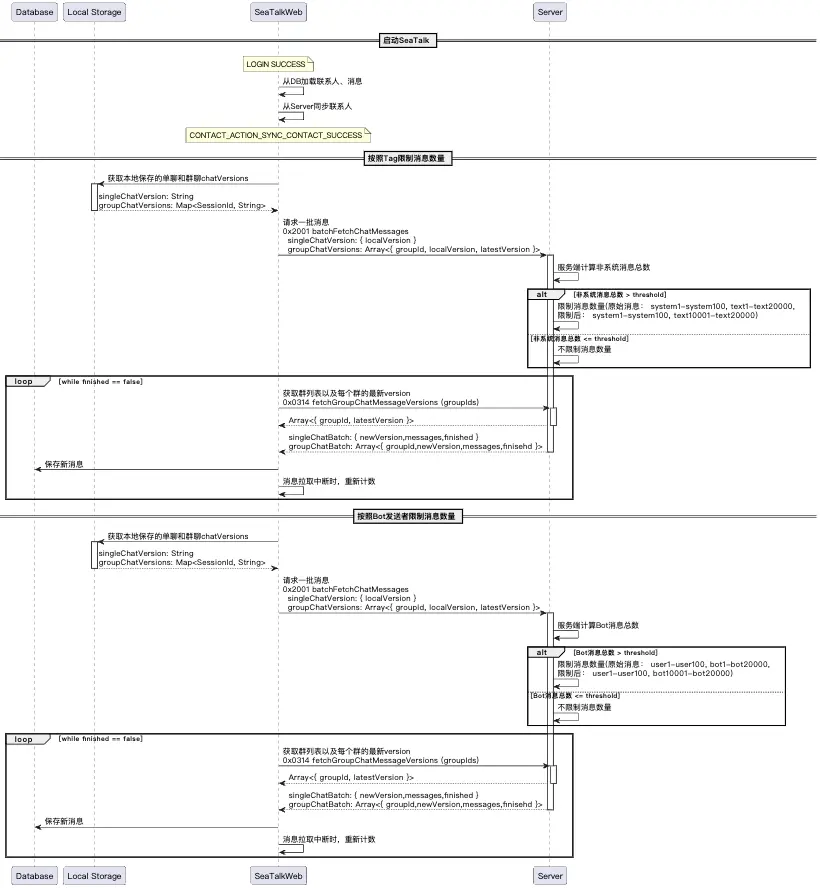 Database
Local Storage
SeaTalkWeb
Server
启动SeaTalk
LOGIN SUCCESS
从DB加载联系人、消息
从Server同步联系人
CONTACT_ACTION_SYNC_CONTACT_SUCCESS
按照Tag限制消息数量
获取本地保存的单聊和群聊chatVersions
singleChatVersion: String
groupChatVersions: Map<SessionId, String>
请求一批消息
0x2001 batchFetchChatMessages
singleChatVersion: { localVersion }
groupChatVersions: Array<{ groupId, localVersion, latestVersion }>
服务端计算非系统消息总数
alt
[非系统消息总数 > threshold]
限制消息数量(原始消息： system1-system100, text1-text20000,
限制后： system1-system100, text10001-text20000)
[非系统消息总数 <= threshold]
不限制消息数量
loop
[while finished == false]
获取群列表以及每个群的最新version
0x0314 fetchGroupChatMessageVersions (groupIds)
Array<{ groupId, latestVersion }>
singleChatBatch: { newVersion,messages,finished }
groupChatBatch: Array<{ groupId,newVersion,messages,finisehd }>
保存新消息
消息拉取中断时，重新计数
按照Bot发送者限制消息数量
获取本地保存的单聊和群聊chatVersions
singleChatVersion: String
groupChatVersions: Map<SessionId, String>
请求一批消息
0x2001 batchFetchChatMessages
singleChatVersion: { localVersion }
groupChatVersions: Array<{ groupId, localVersion, latestVersion }>
服务端计算Bot消息总数
alt
[Bot消息总数 > threshold]
限制消息数量(原始消息： user1-user100, bot1-bot20000,
限制后： user1-user100, bot10001-bot20000)
[Bot消息总数 <= threshold]
不限制消息数量
loop
[while finished == false]
获取群列表以及每个群的最新version
0x0314 fetchGroupChatMessageVersions (groupIds)
Array<{ groupId, latestVersion }>
singleChatBatch: { newVersion,messages,finished }
groupChatBatch: Array<{ groupId,newVersion,messages,finisehd }>
保存新消息
消息拉取中断时，重新计数
Database
Local Storage
SeaTalkWeb
Server